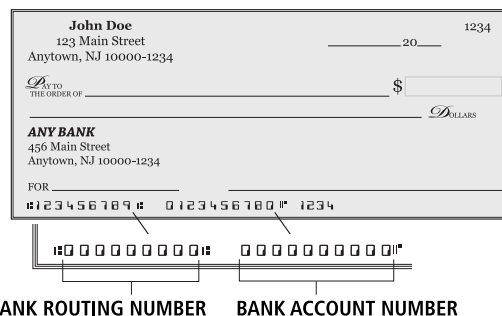 John Doe 1234
123 Main Street 20
Anytown, NJ 10000-1234
PAY TO
THE ORDER OF $
DOLLARS
ANY BANK
456 Main Street
Anytown, NJ 10000-1234
FOR
⑆123456789⑆ 0123456780⑈ 1234
⑆000000000⑆ 0000000000⑈
ANK ROUTING NUMBER BANK ACCOUNT NUMBER